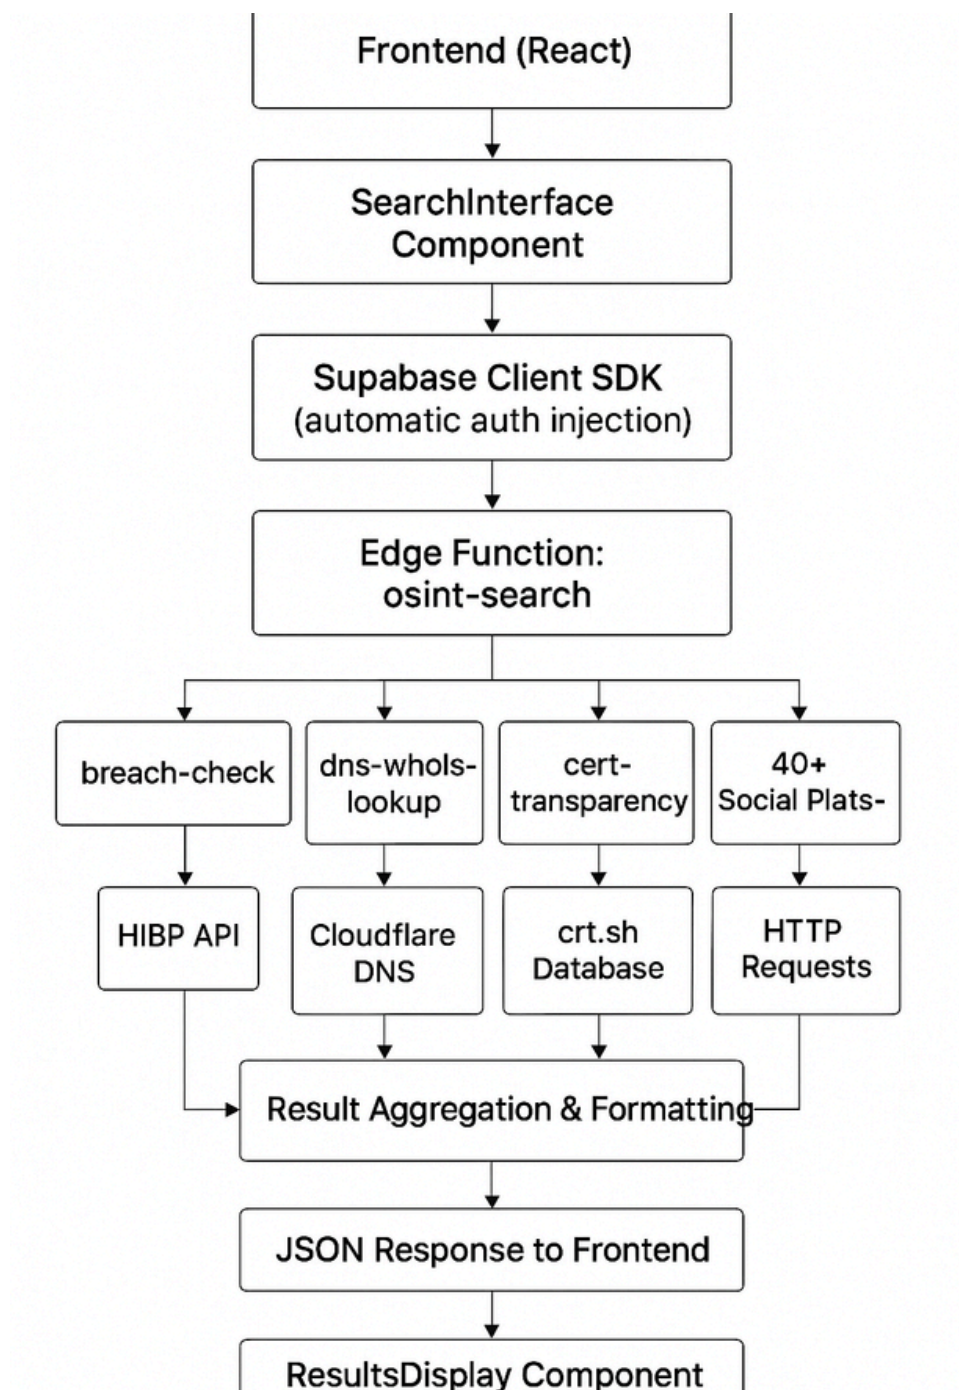 Frontend (React)
SearchInterface
Component
Supabase Client SDK
(automatic auth injection)
Edge Function:
osint-search
breach-check
dns-whols-
lookup
cert-
transparency
40+
Social Plats-
HIBP API
Cloudflare
DNS
crt.sh
Database
HTTP
Requests
Result Aggregation & Formatting
JSON Response to Frontend
ResultsDisplay Component